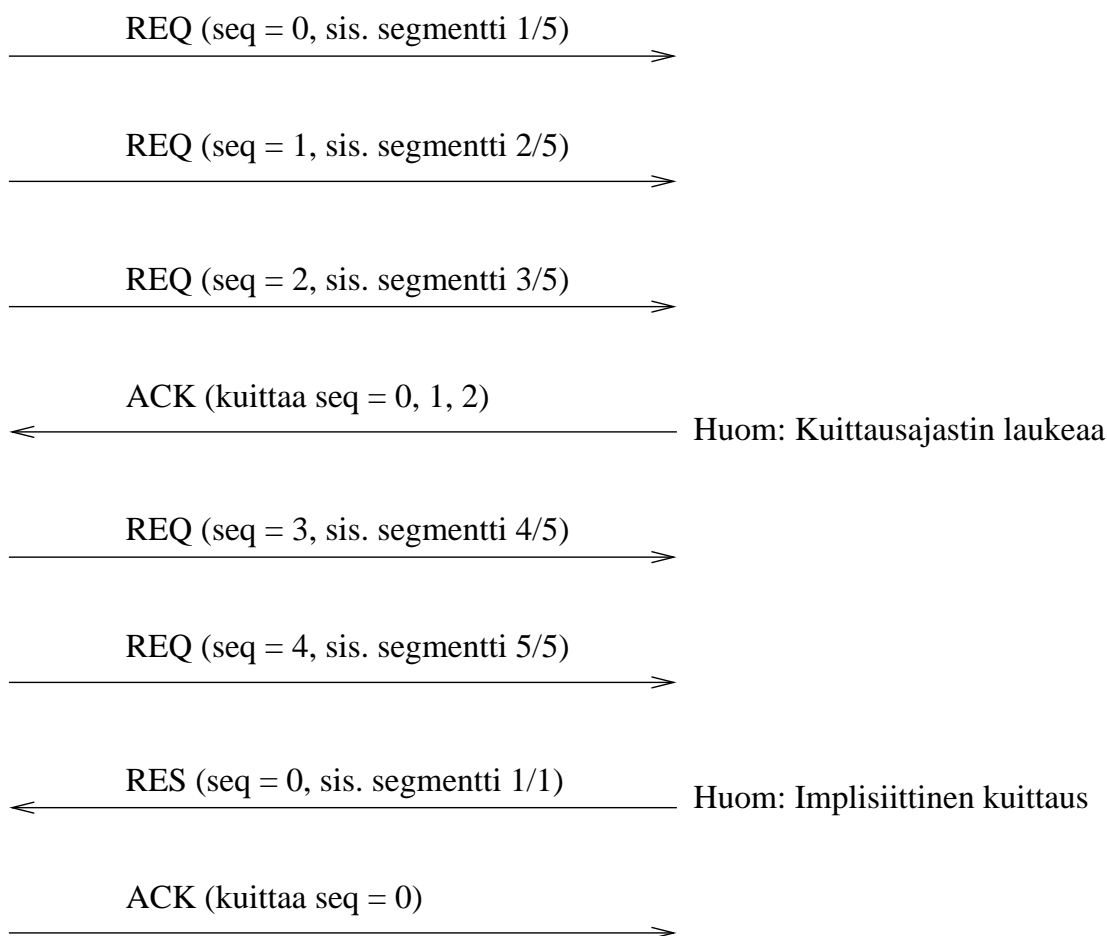 REQ (seq = 0, sis. segmentti 1/5)
REQ (seq = 1, sis. segmentti 2/5)
REQ (seq = 2, sis. segmentti 3/5)
ACK (kuittaa seq = 0, 1, 2)
Huom: Kuittausajastin laukeaa
REQ (seq = 3, sis. segmentti 4/5)
REQ (seq = 4, sis. segmentti 5/5)
RES (seq = 0, sis. segmentti 1/1)
Huom: Implisiittinen kuittaus
ACK (kuittaa seq = 0)